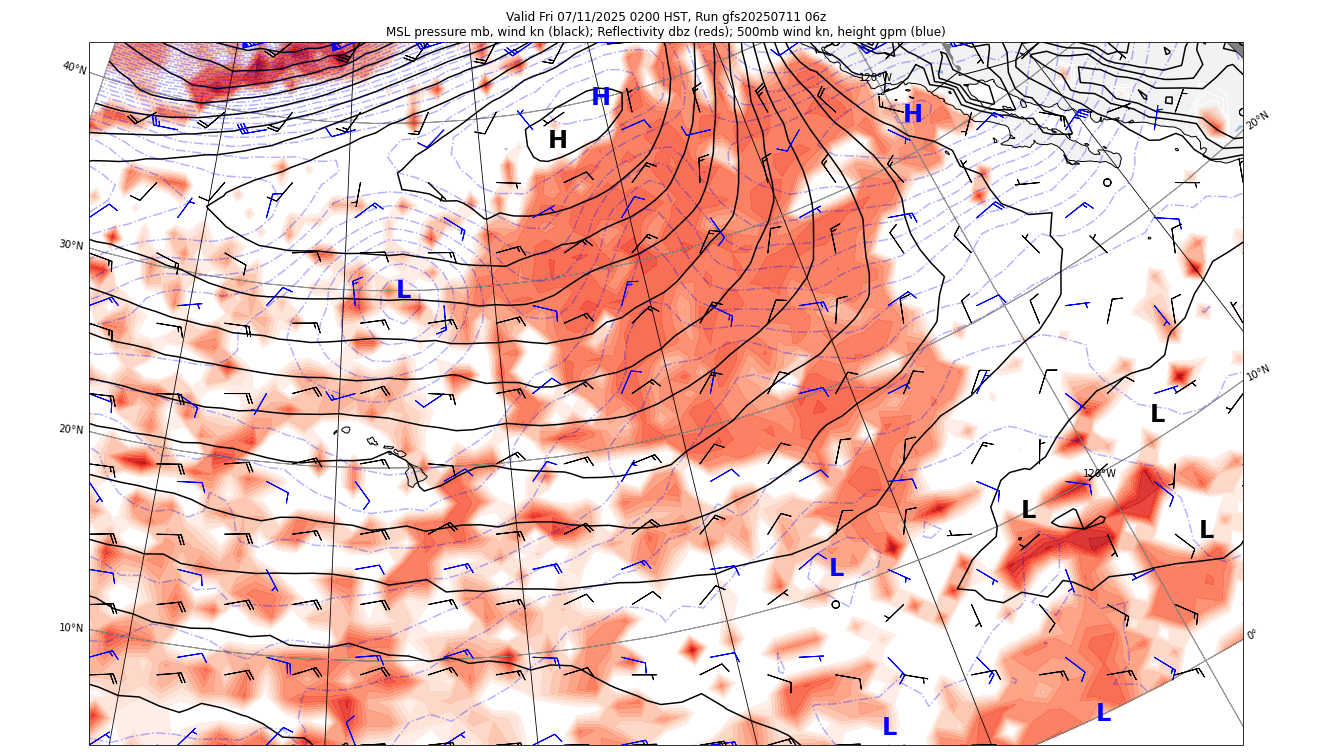 Valid Fri 07/11/2025 0200 HST, Run gfs20250711 06z
MSL pressure mb, wind kn (black); Reflectivity dbz (reds); 500mb wind kn, height gpm (blue)
40°N
120°W
H
H
H
20°N
30°N
L
10°N
L
20°N
120°W
L
L
L
10°N
0°
L
L